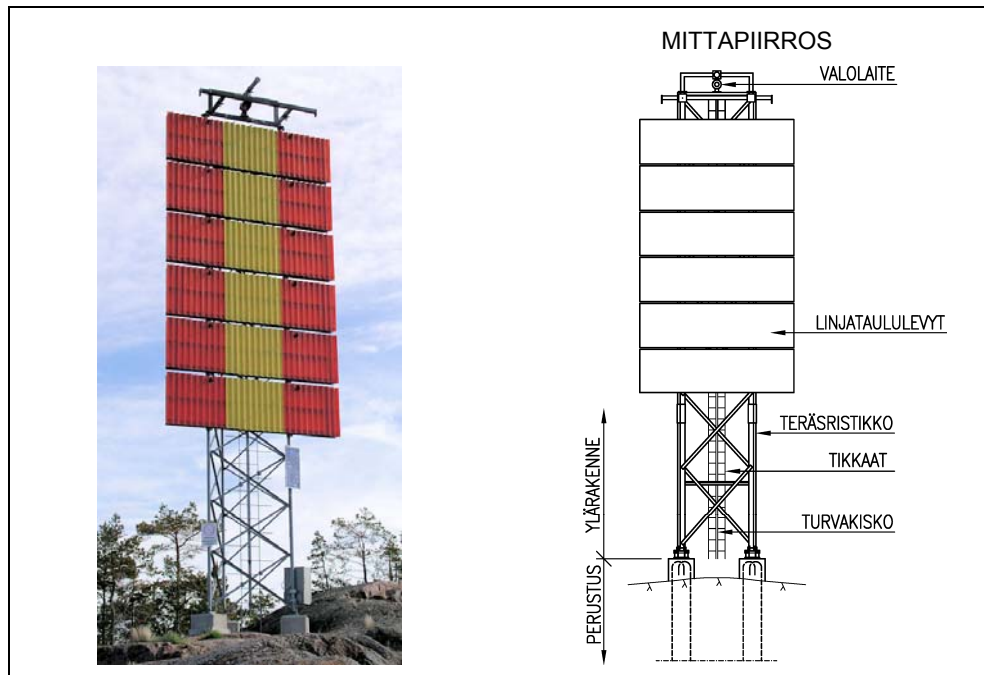 MITTAPIIRROS
VALOLAITE
LINJATAULULEVYT
TERÄSRISTIKKO
TIKKAAT
TURVAKISKO
YLÄRAKENNE
PERUSTUS